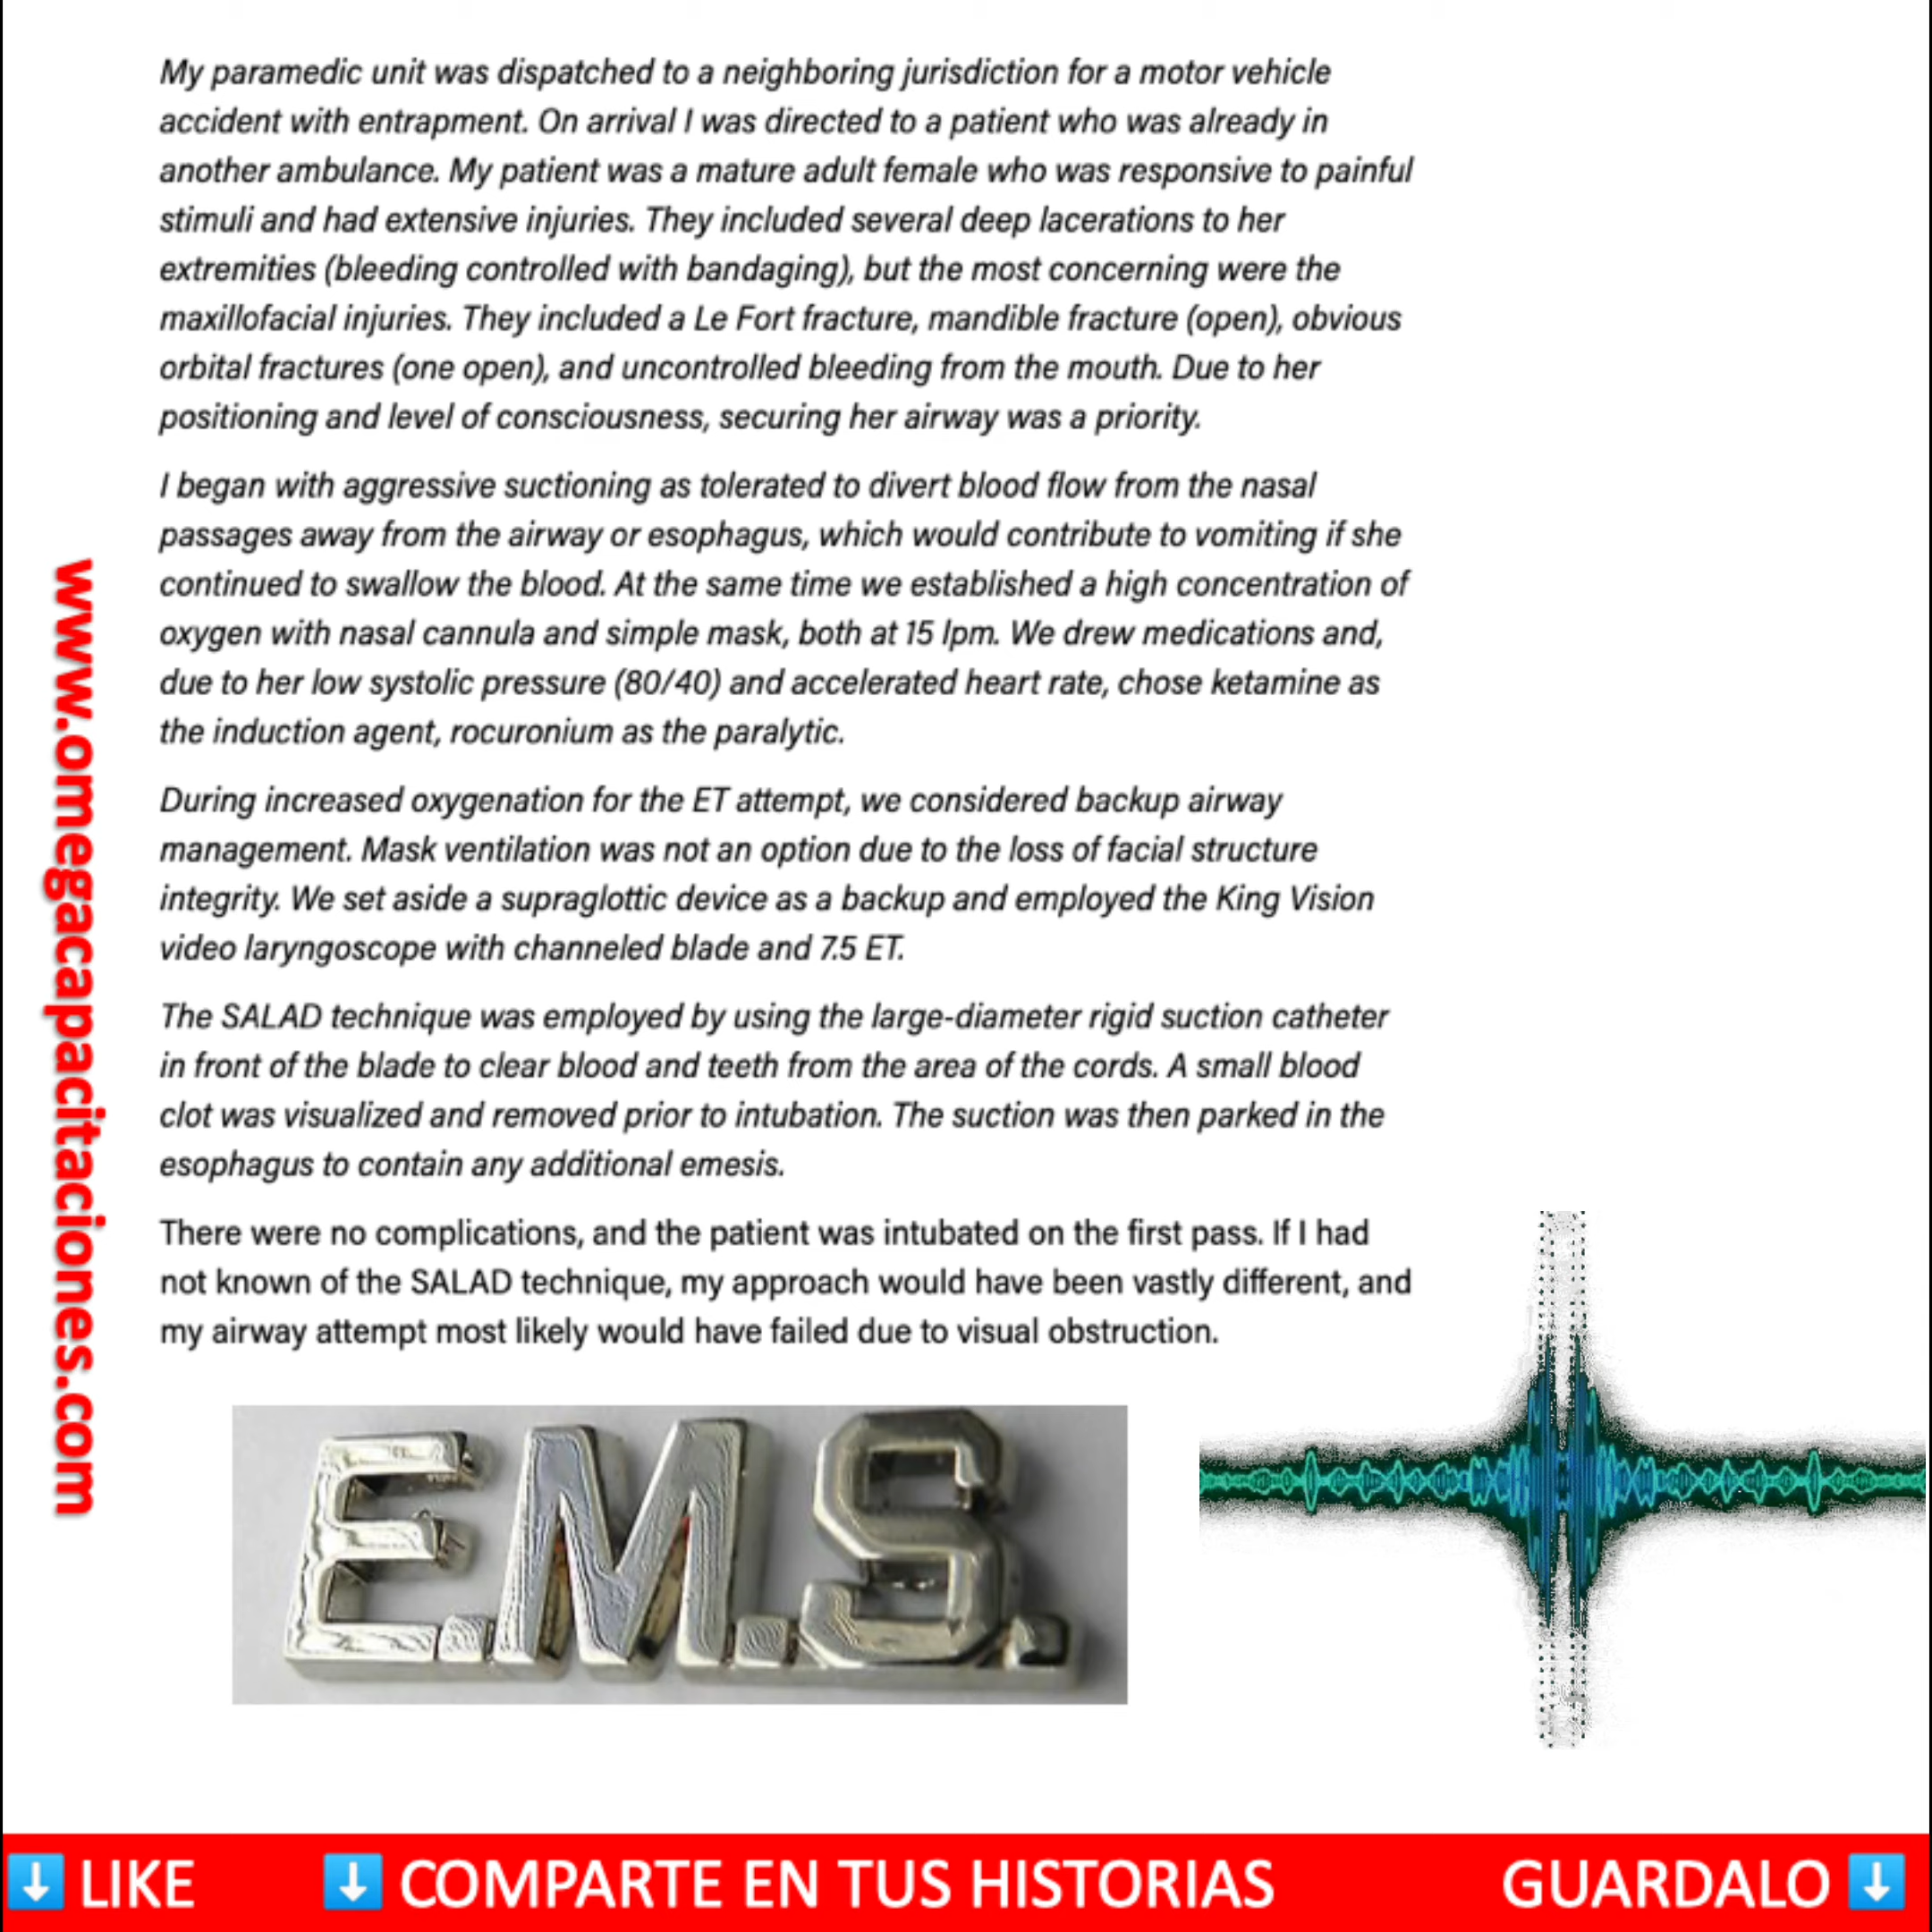 My paramedic unit was dispatched to a neighboring jurisdiction for a motor vehicle
accident with entrapment. On arrival I was directed to a patient who was already in
another ambulance. My patient was a mature adult female who was responsive to painful
stimuli and had extensive injuries. They included several deep lacerations to her
extremities (bleeding controlled with bandaging), but the most concerning were the
maxillofacial injuries. They included a Le Fort fracture, mandible fracture (open), obvious
orbital fractures (one open), and uncontrolled bleeding from the mouth. Due to her
positioning and level of consciousness, securing her airway was a priority.
I began with aggressive suctioning as tolerated to divert blood flow from the nasal
passages away from the airway or esophagus, which would contribute to vomiting if she
continued to swallow the blood. At the same time we established a high concentration of
oxygen with nasal cannula and simple mask, both at 15 lpm. We drew medications and,
due to her low systolic pressure (80/40) and accelerated heart rate, chose ketamine as
the induction agent, rocuronium as the paralytic.
During increased oxygenation for the ET attempt, we considered backup airway
management. Mask ventilation was not an option due to the loss of facial structure
integrity. We set aside a supraglottic device as a backup and employed the King Vision
video laryngoscope with channeled blade and 7.5 ET.
The SALAD technique was employed by using the large-diameter rigid suction catheter
in front of the blade to clear blood and teeth from the area of the cords. A small blood
clot was visualized and removed prior to intubation. The suction was then parked in the
esophagus to contain any additional emesis.
There were no complications, and the patient was intubated on the first pass. If I had
not known of the SALAD technique, my approach would have been vastly different, and
my airway attempt most likely would have failed due to visual obstruction.
www.omegacapacitaciones.com
E.M.S.
LIKE
COMPARTE EN TUS HISTORIAS
GUARDALO